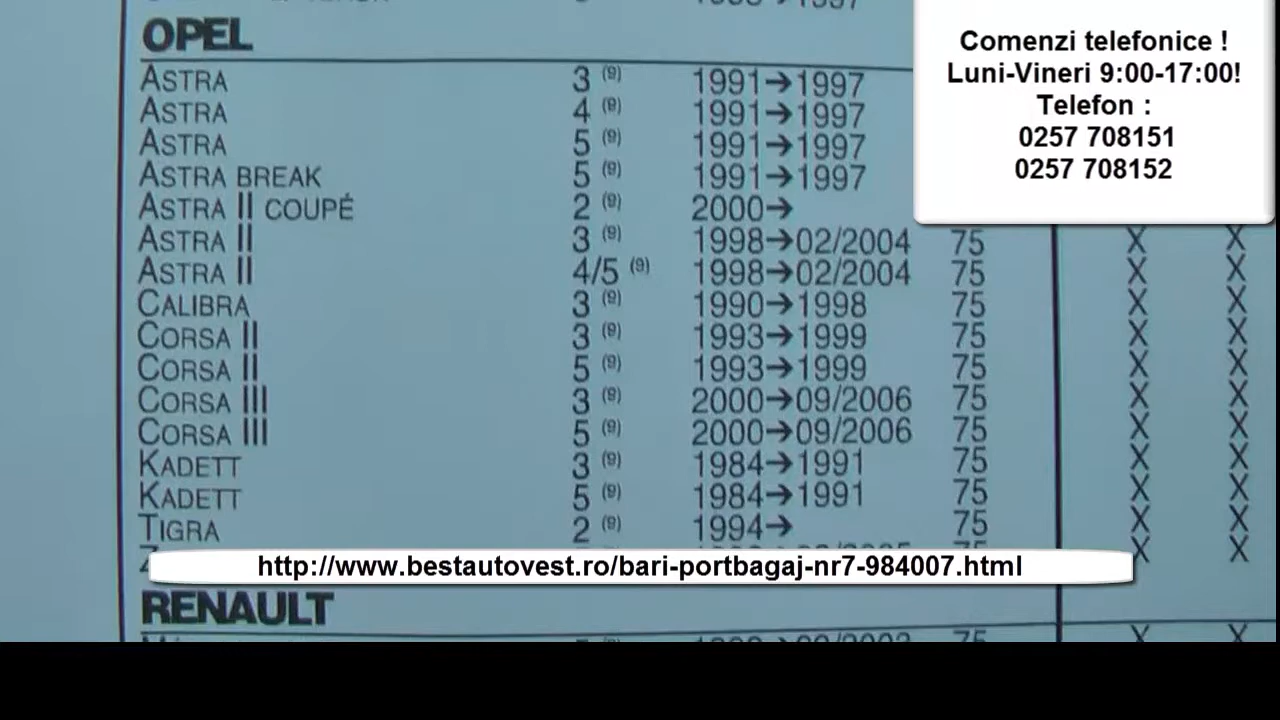 OPEL
ASTRA 3 (9) 1991→1997
ASTRA 4 (9) 1991→1997
ASTRA 5 (9) 1991→1997
ASTRA BREAK 5 (9) 1991→1997
ASTRA II COUPÉ 2 (9) 2000→
ASTRA II 3 (9) 1998→02/2004 75 X X
ASTRA II 4/5 (9) 1998→02/2004 75 X X
CALIBRA 3 (9) 1990→1998 75 X X
CORSA II 3 (9) 1993→1999 75 X X
CORSA II 5 (9) 1993→1999 75 X X
CORSA III 3 (9) 2000→09/2006 75 X X
CORSA III 5 (9) 2000→09/2006 75 X X
KADETT 3 (9) 1984→1991 75 X X
KADETT 5 (9) 1984→1991 75 X X
TIGRA 2 (9) 1994→ 75 X X
X X
RENAULT
Comenzi telefonice !
Luni-Vineri 9:00-17:00!
Telefon :
0257 708151
0257 708152
http://www.bestautovest.ro/bari-portbagaj-nr7-984007.html